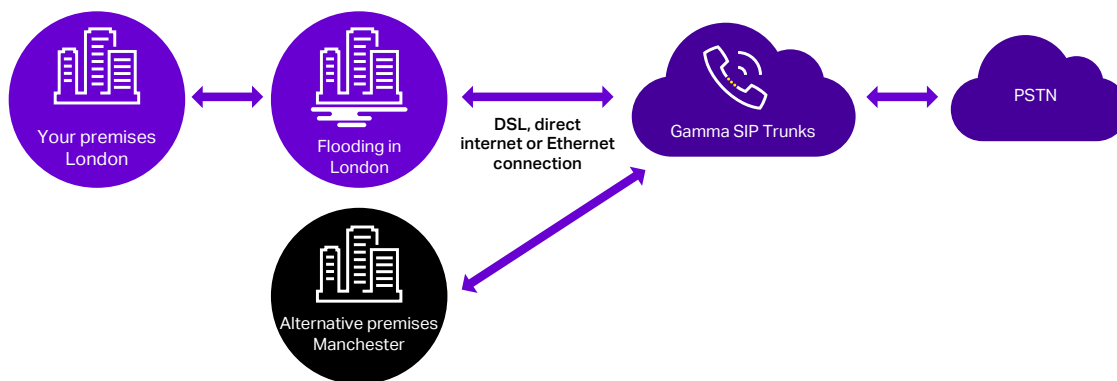 Your premises
London
Flooding in
London
DSL, direct
internet or Ethernet
connection
Gamma SIP Trunks
PSTN
Alternative premises
Manchester